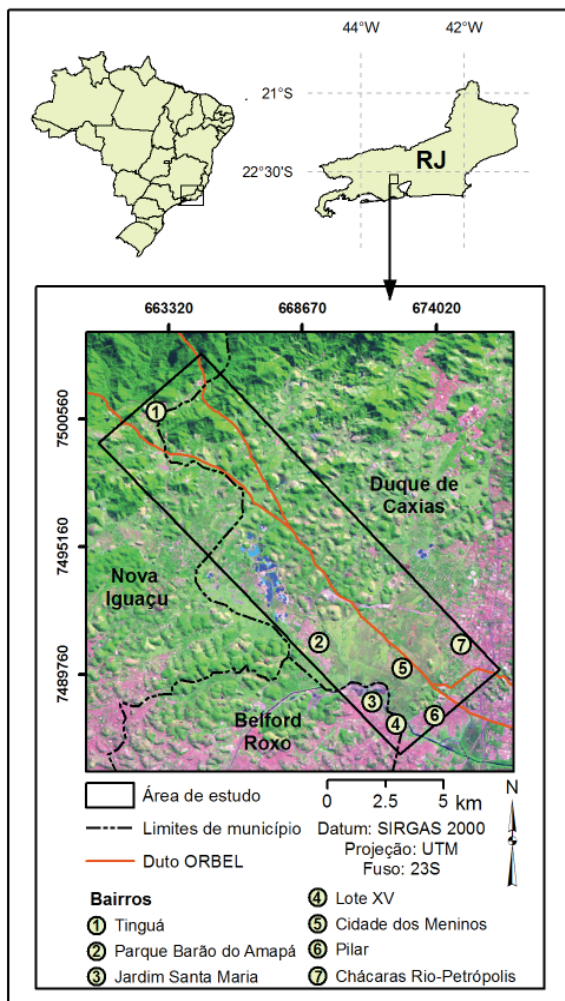 44°W 42°W
21°S
RJ
22°30'S
663320 668670 674020
7500560
1
Duque de
Caxias
7495160
Nova
Iguaçu
2
7
5
7489760
3
6
4
Belford
Roxo
Área de estudo
Limites de município
Duto ORBEL
0 2.5 5
km
N
Datum: SIRGAS 2000
Projeção: UTM
Fuso: 23S
Bairros
1 Tinguá
2 Parque Barão do Amapá
3 Jardim Santa Maria
4 Lote XV
5 Cidade dos Meninos
6 Pilar
7 Chácaras Rio-Petrópolis